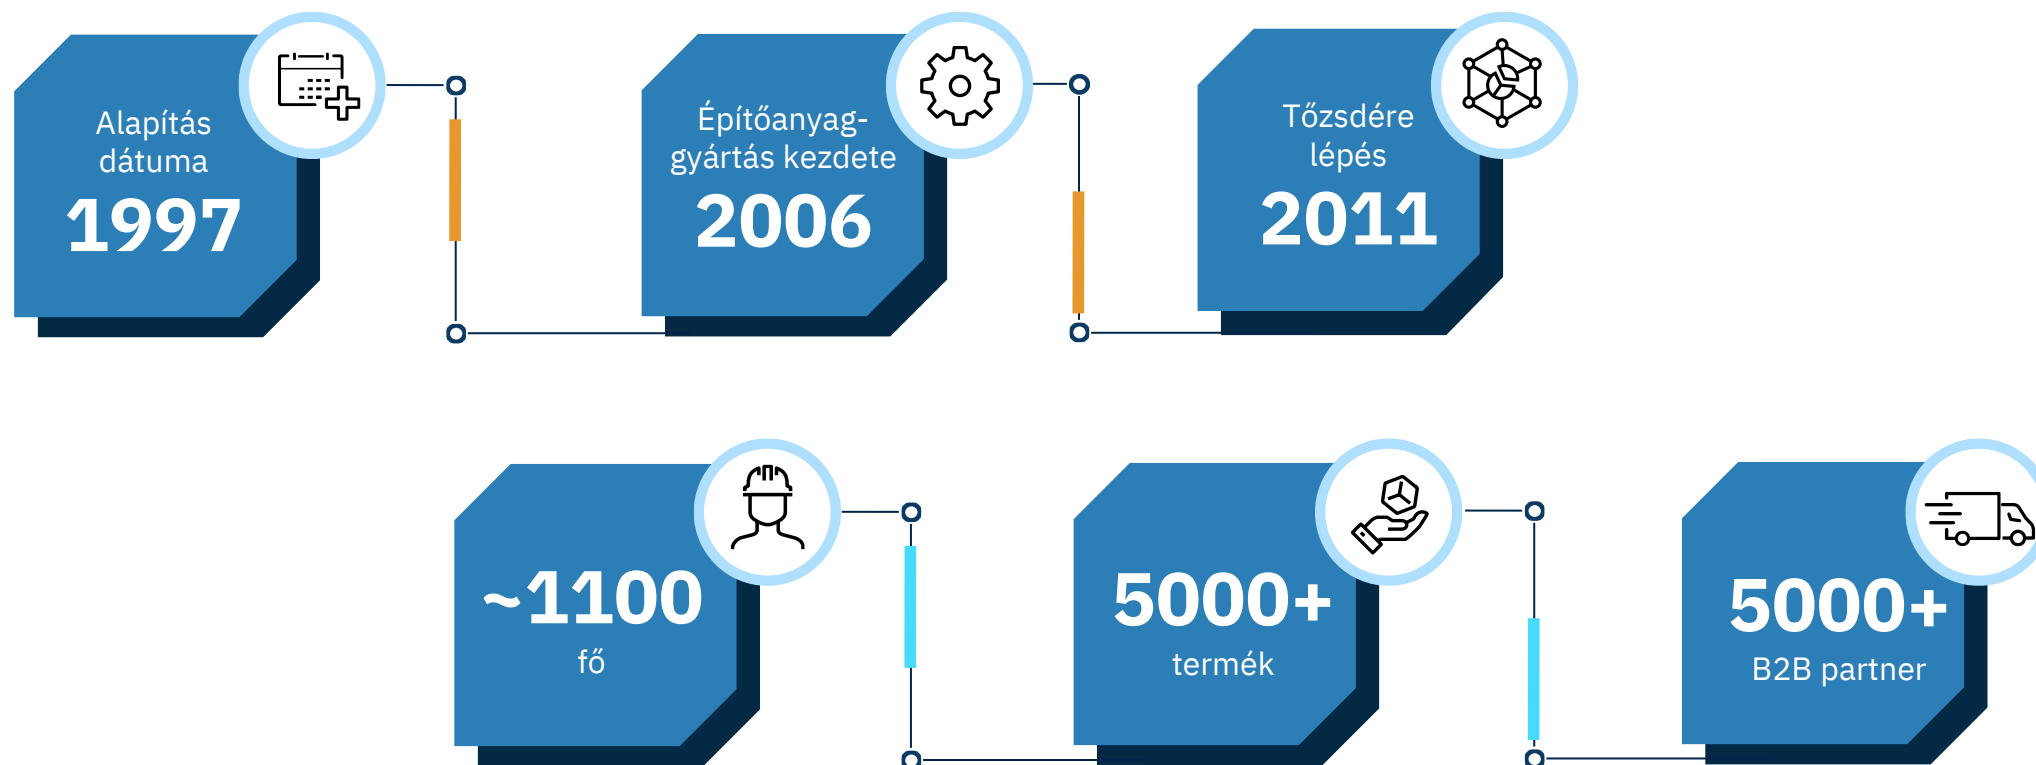 Alapítás
dátuma
1997
Építőanyag-
gyártás kezdete
2006
Tőzsdére
lépés
2011
~1100
fő
5000+
termék
5000+
B2B partner